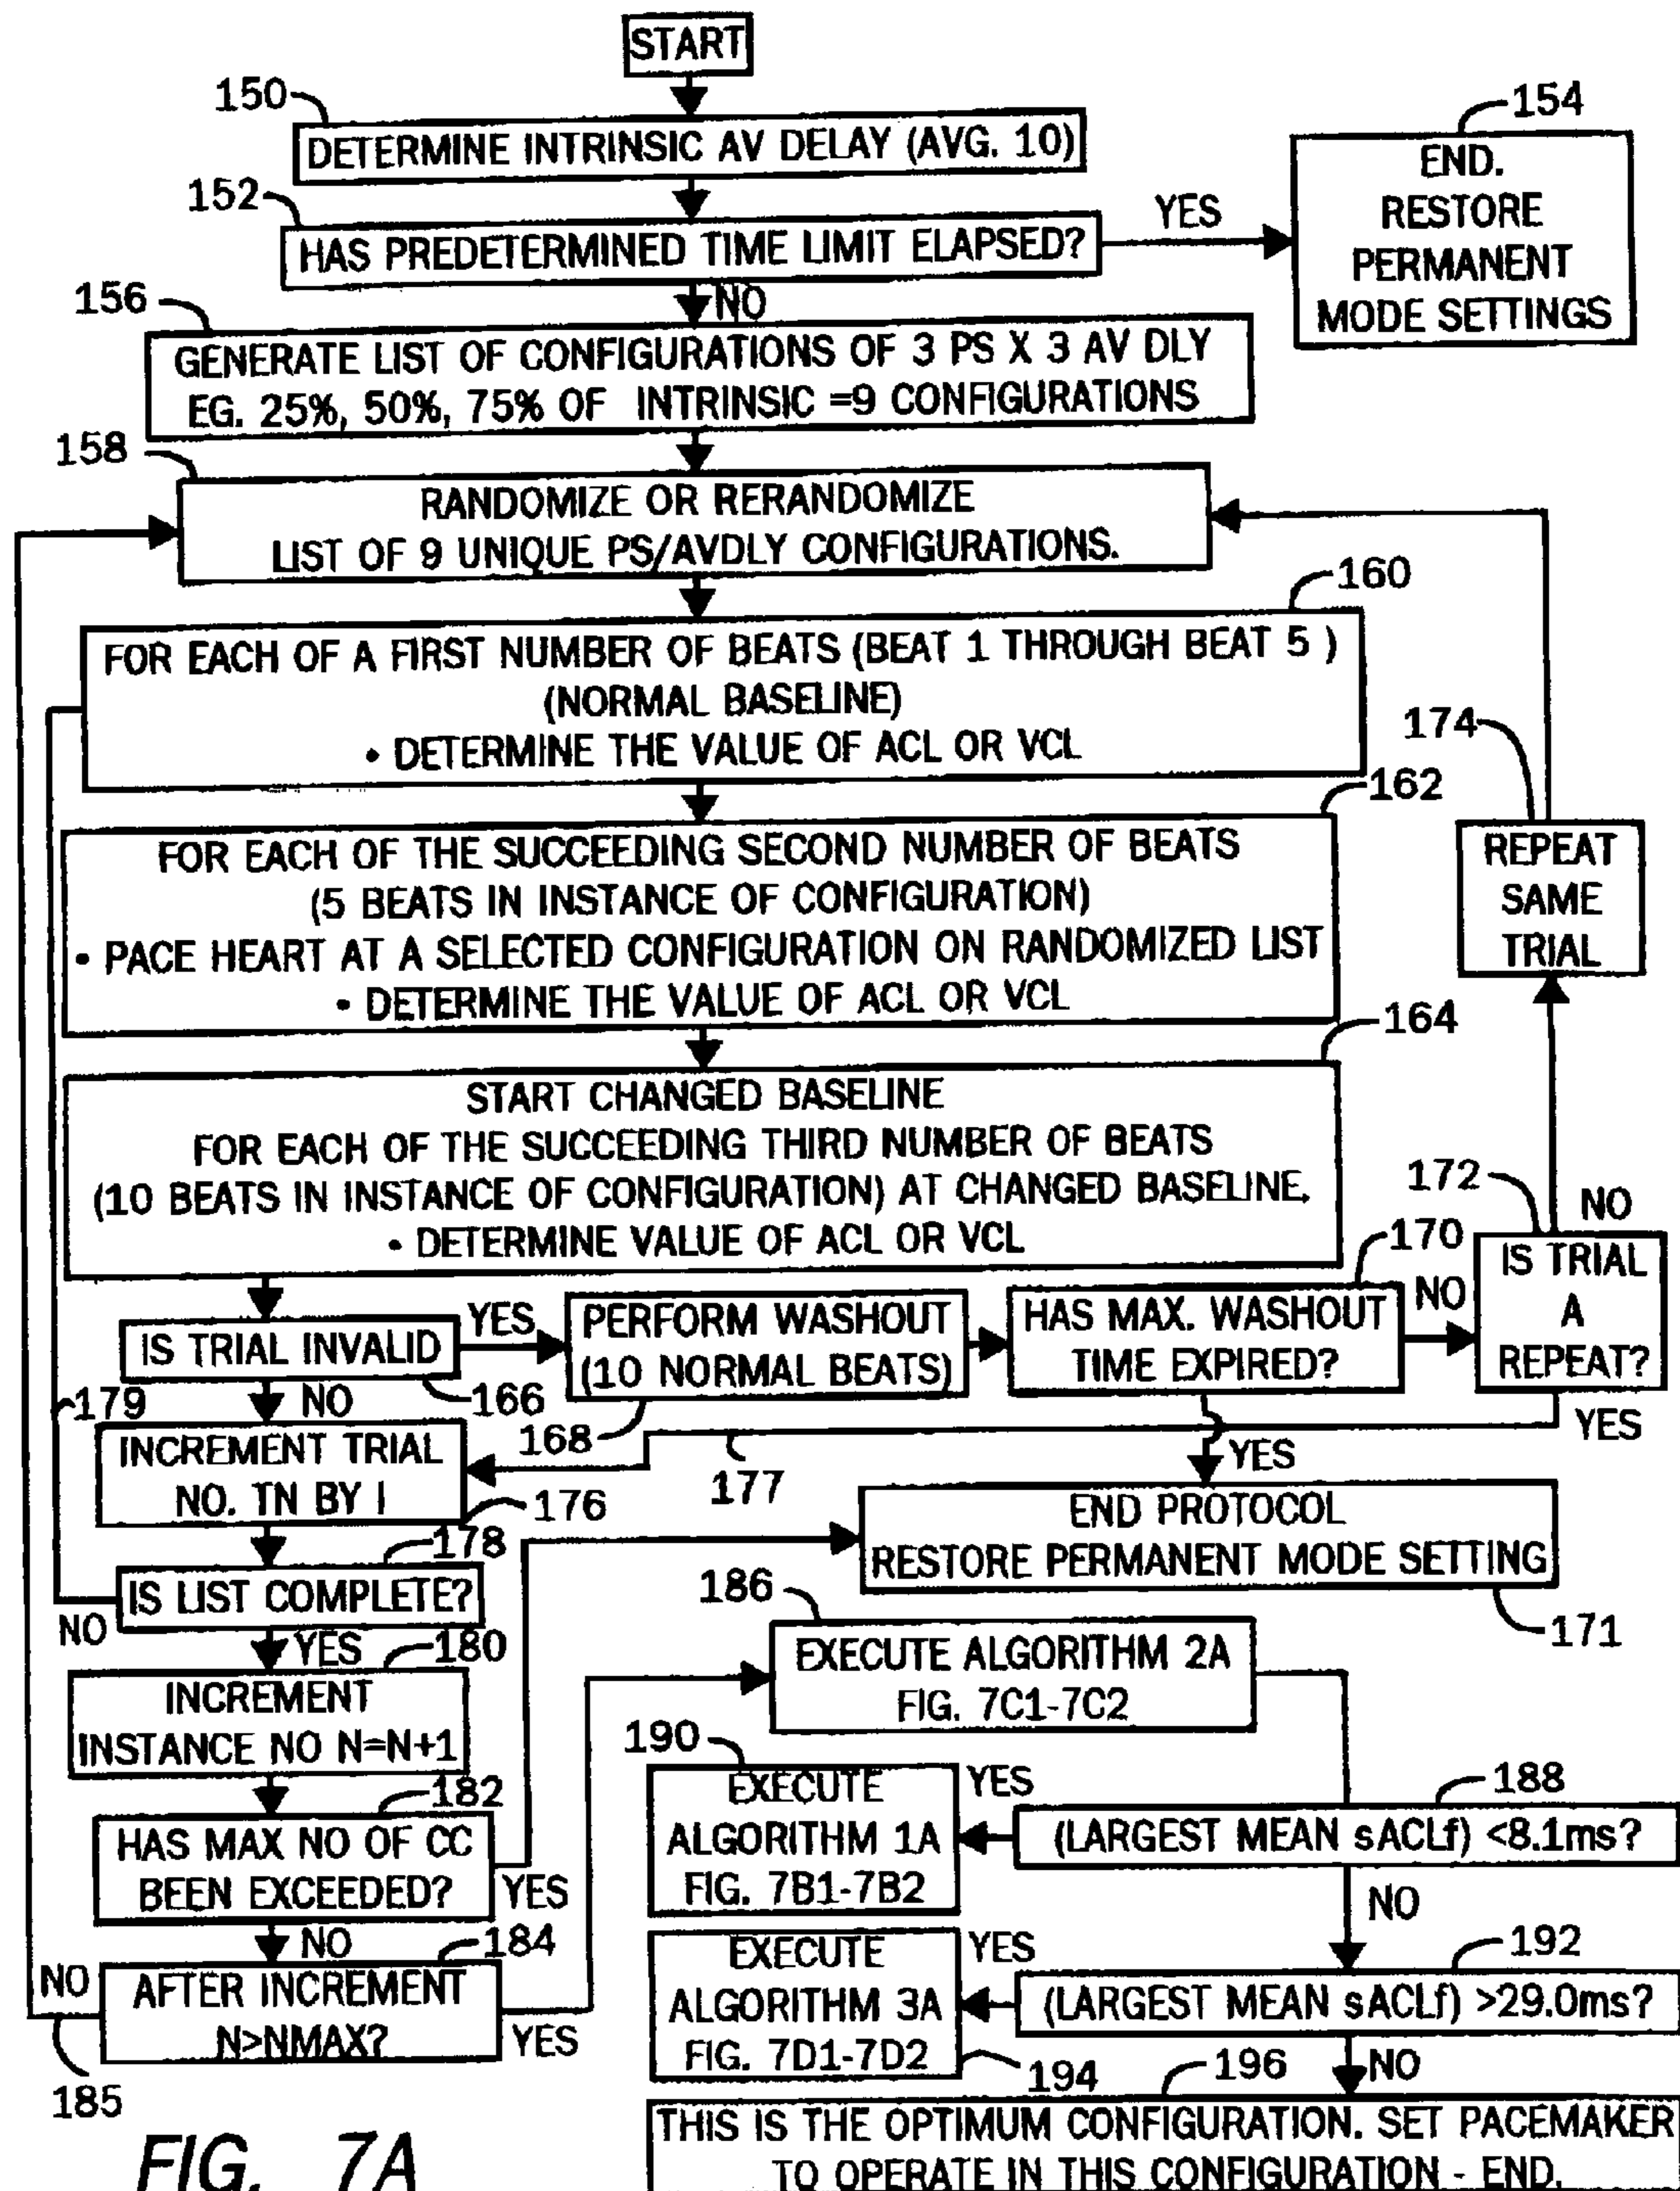 START
150
DETERMINE INTRINSIC AV DELAY (AVG. 10)
152
HAS PREDETERMINED TIME LIMIT ELAPSED?
YES
154
END.
RESTORE
PERMANENT
MODE SETTINGS
NO
156
GENERATE LIST OF CONFIGURATIONS OF 3 PS X 3 AV DLY
EG. 25%, 50%, 75% OF INTRINSIC =9 CONFIGURATIONS
158
RANDOMIZE OR RERANDOMIZE
LIST OF 9 UNIQUE PS/AVDLY CONFIGURATIONS.
160
FOR EACH OF A FIRST NUMBER OF BEATS (BEAT 1 THROUGH BEAT 5 )
(NORMAL BASELINE)
• DETERMINE THE VALUE OF ACL OR VCL
162
FOR EACH OF THE SUCCEEDING SECOND NUMBER OF BEATS
(5 BEATS IN INSTANCE OF CONFIGURATION)
• PACE HEART AT A SELECTED CONFIGURATION ON RANDOMIZED LIST
• DETERMINE THE VALUE OF ACL OR VCL
174
REPEAT
SAME
TRIAL
164
START CHANGED BASELINE
FOR EACH OF THE SUCCEEDING THIRD NUMBER OF BEATS
(10 BEATS IN INSTANCE OF CONFIGURATION) AT CHANGED BASELINE.
• DETERMINE VALUE OF ACL OR VCL
IS TRIAL INVALID
166
YES
PERFORM WASHOUT
(10 NORMAL BEATS)
168
170
HAS MAX. WASHOUT
TIME EXPIRED?
NO
172
NO
IS TRIAL
A
REPEAT?
YES
179
NO
INCREMENT TRIAL
NO. TN BY I
176
177
YES
END PROTOCOL
RESTORE PERMANENT MODE SETTING
171
178
IS LIST COMPLETE?
NO
YES
180
INCREMENT
INSTANCE NO N=N+1
182
HAS MAX NO OF CC
BEEN EXCEEDED?
YES
NO
184
AFTER INCREMENT
N>NMAX?
NO
YES
185
186
EXECUTE ALGORITHM 2A
FIG. 7C1-7C2
188
(LARGEST MEAN sACLf) <8.1ms?
YES
190
EXECUTE
ALGORITHM 1A
FIG. 7B1-7B2
NO
192
(LARGEST MEAN sACLf) >29.0ms?
YES
EXECUTE
ALGORITHM 3A
FIG. 7D1-7D2
194
NO
196
THIS IS THE OPTIMUM CONFIGURATION. SET PACEMAKER
TO OPERATE IN THIS CONFIGURATION - END.
FIG. 7A